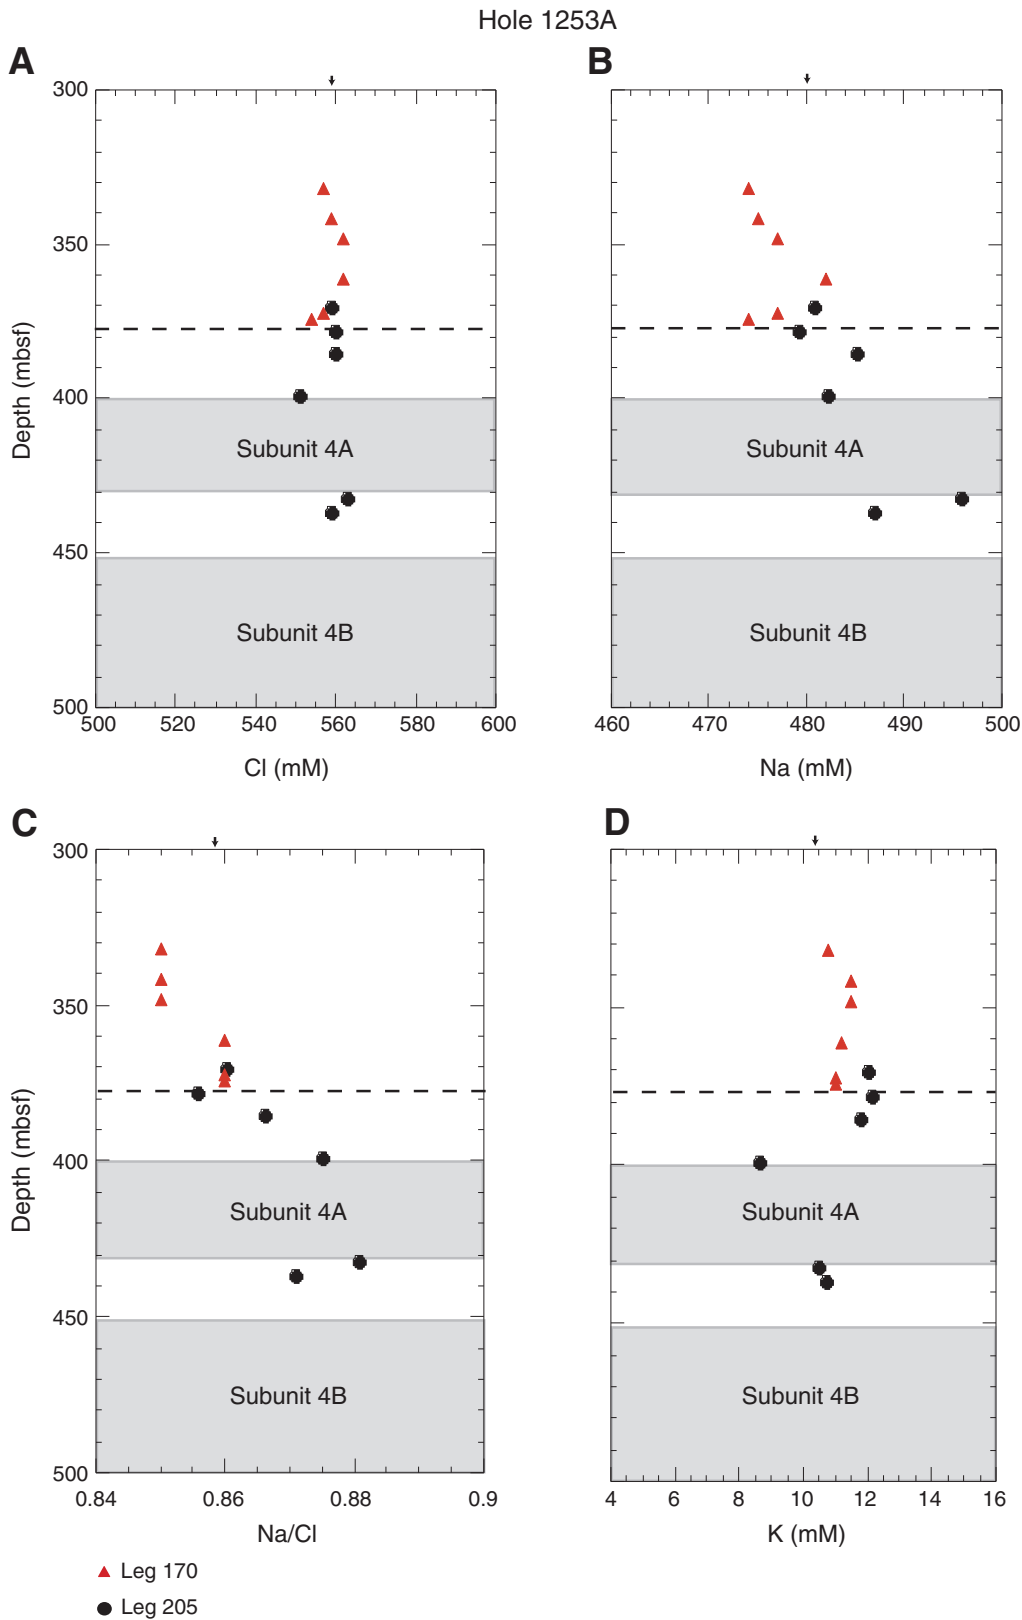 Hole 1253A
A
B
300
350
400
450
500
Depth (mbsf)
Subunit 4A
Subunit 4B
500 520 540 560 580 600
Cl (mM)
Subunit 4A
Subunit 4B
460 470 480 490 500
Na (mM)
C
D
300
350
400
450
500
Depth (mbsf)
Subunit 4A
Subunit 4B
0.84 0.86 0.88 0.9
Na/Cl
Subunit 4A
Subunit 4B
4 6 8 10 12 14 16
K (mM)
Leg 170
Leg 205